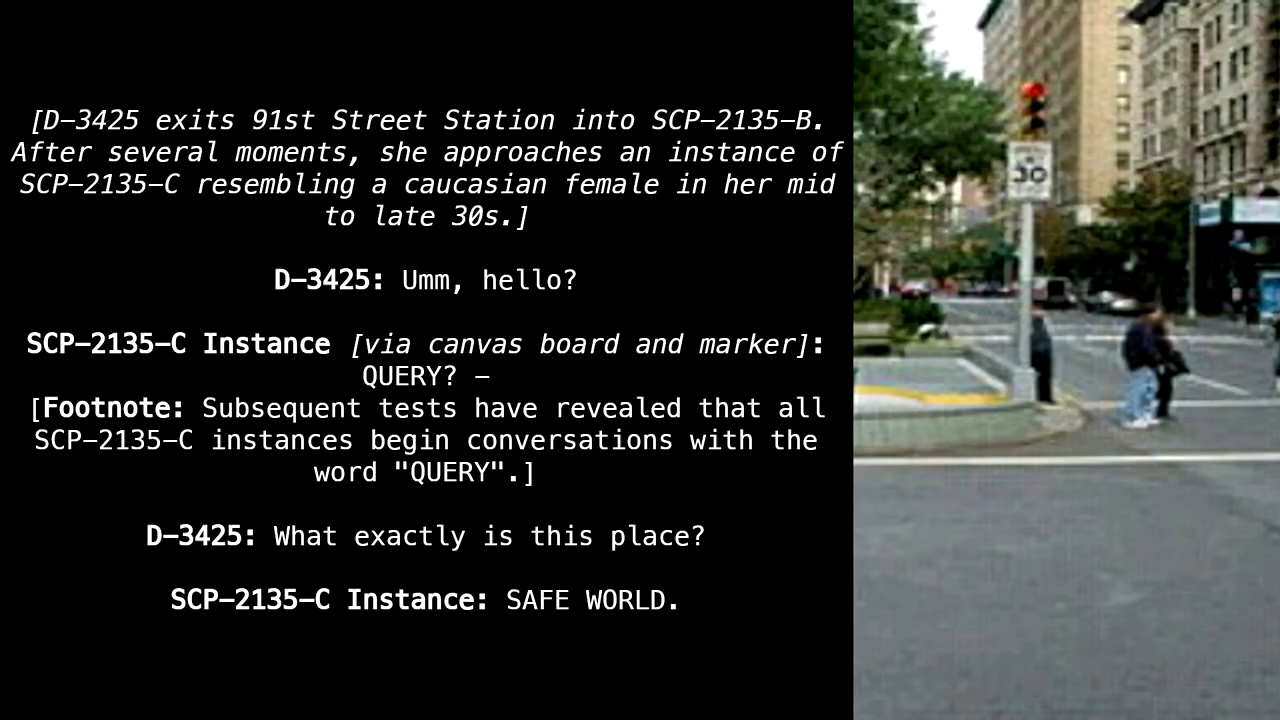 [D–3425 exits 91st Street Station into SCP–2135–B.
After several moments, she approaches an instance of
SCP–2135–C resembling a caucasian female in her mid
to late 30s.]
D–3425: Umm, hello?
SCP–2135–C Instance [via canvas board and marker]:
QUERY? –
[Footnote: Subsequent tests have revealed that all
SCP–2135–C instances begin conversations with the
word "QUERY".]
D–3425: What exactly is this place?
SCP–2135–C Instance: SAFE WORLD.
30